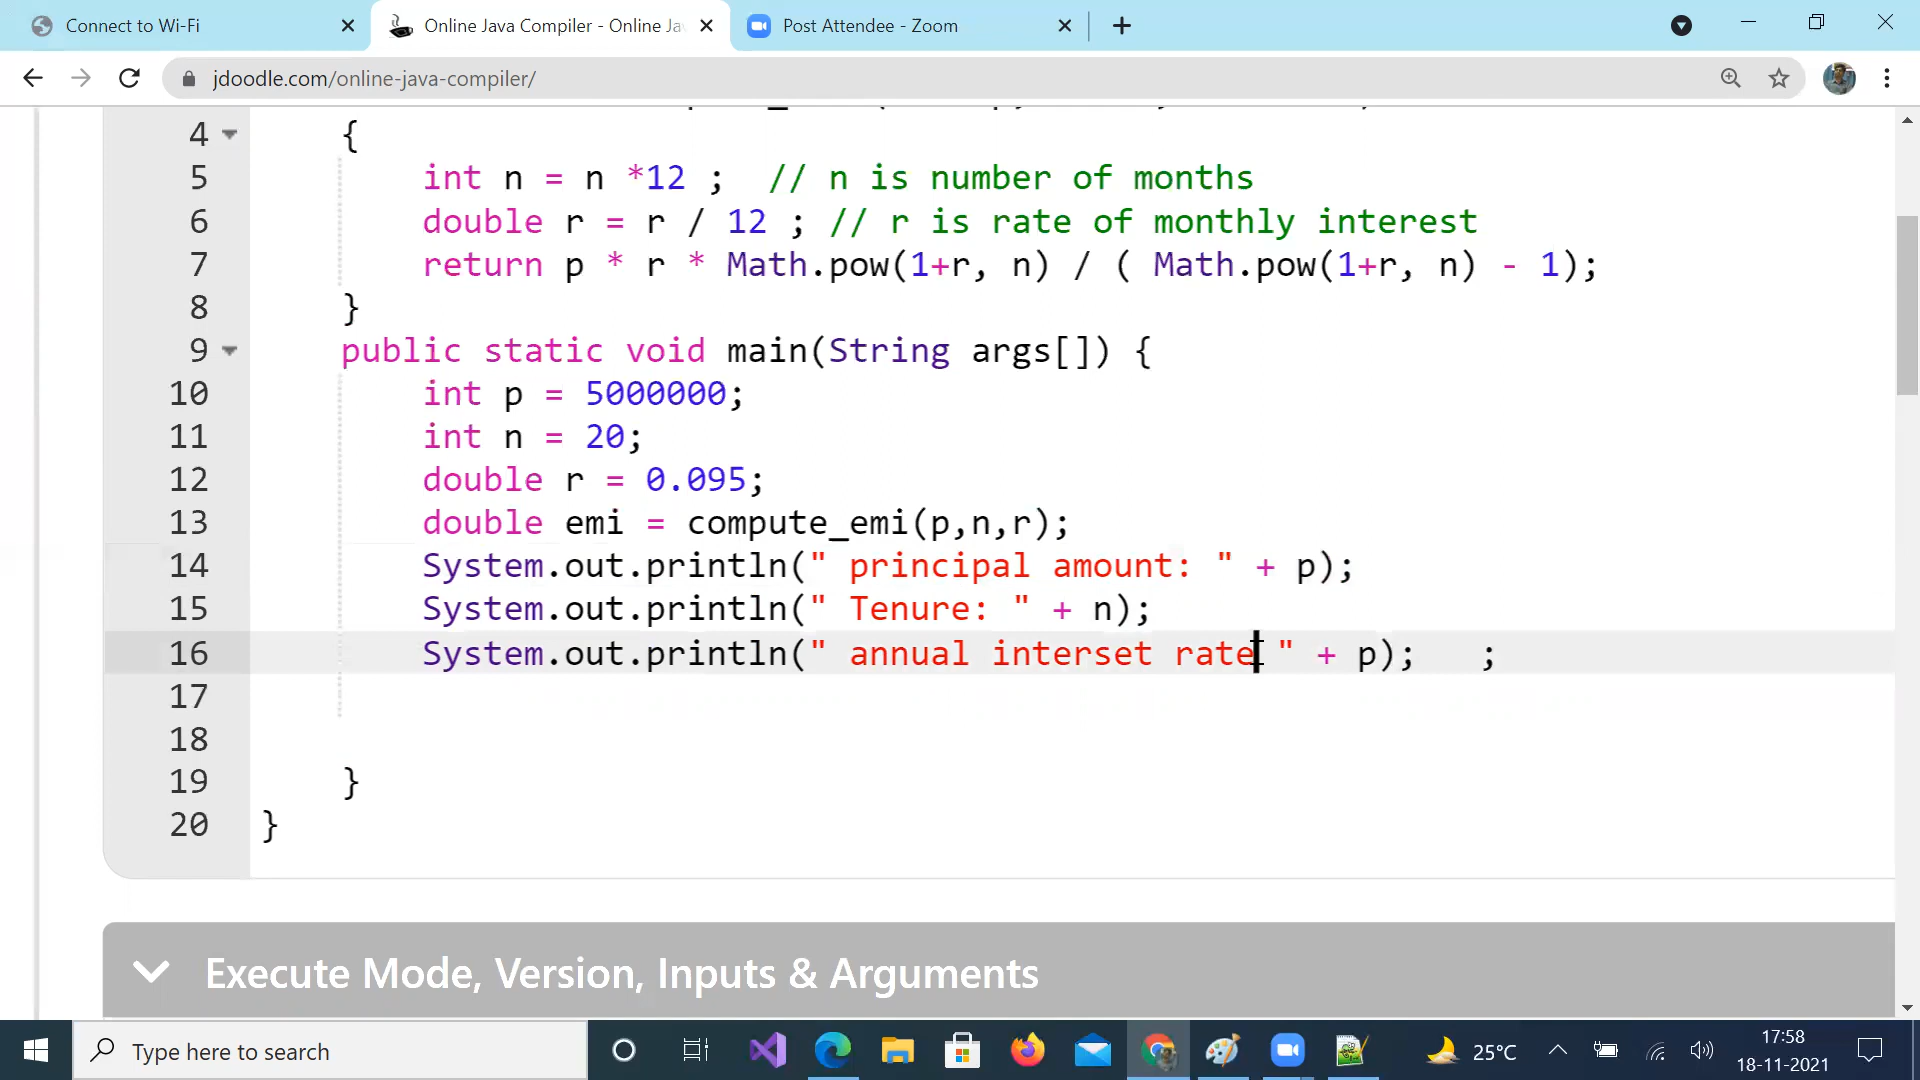 Connect to Wi-Fi
Online Java Compiler - Online Ja
Post Attendee - Zoom
jdoodle.com/online-java-compiler/
4 {
5 int n = n *12 ;  // n is number of months
6 double r = r / 12 ; // r is rate of monthly interest
7 return p * r * Math.pow(1+r, n) / ( Math.pow(1+r, n) - 1);
8 }
9 public static void main(String args[]) {
10 int p = 5000000;
11 int n = 20;
12 double r = 0.095;
13 double emi = compute_emi(p,n,r);
14 System.out.println(" principal amount: " + p);
15 System.out.println(" Tenure: " + n);
16 System.out.println(" annual interset rate " + p);   ;
17
18
19 }
20 }
Execute Mode, Version, Inputs & Arguments
Type here to search
25°C
17:58
18-11-2021